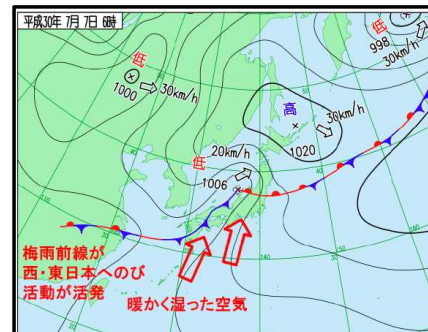 平成30年 7月 7日 6時
低
998
30km/h
低
30km/h
1000
高
30km/h
1020
20km/h
低
1006
梅雨前線が
西・東日本へのび
活動が活発
暖かく湿った空気
140